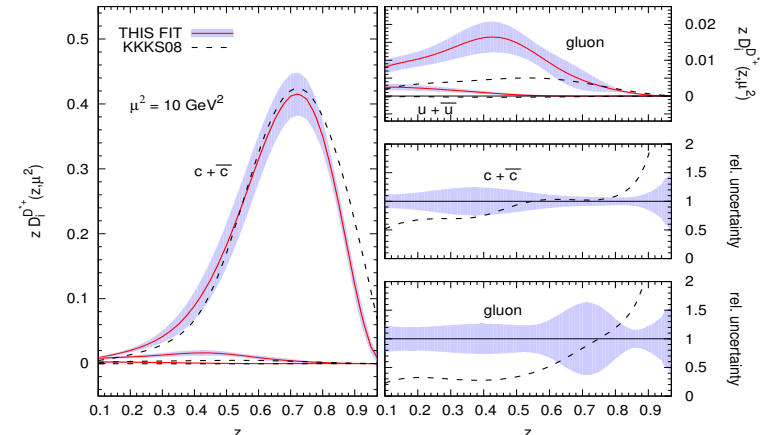 THIS FIT
KKKS08
μ² = 10 GeV²
c + c̅
z D_i^{D*+}(z;μ²)
0
0.1
0.2
0.3
0.4
0.5
0.1 0.2 0.3 0.4 0.5 0.6 0.7 0.8 0.9
z
gluon
u + u̅
0
0.01
0.02
z D_i^{D*+}(z;μ²)
c + c̅
0
0.5
1
1.5
2
rel. uncertainty
gluon
0
0.5
1
1.5
2
rel. uncertainty
0.1 0.2 0.3 0.4 0.5 0.6 0.7 0.8 0.9
z